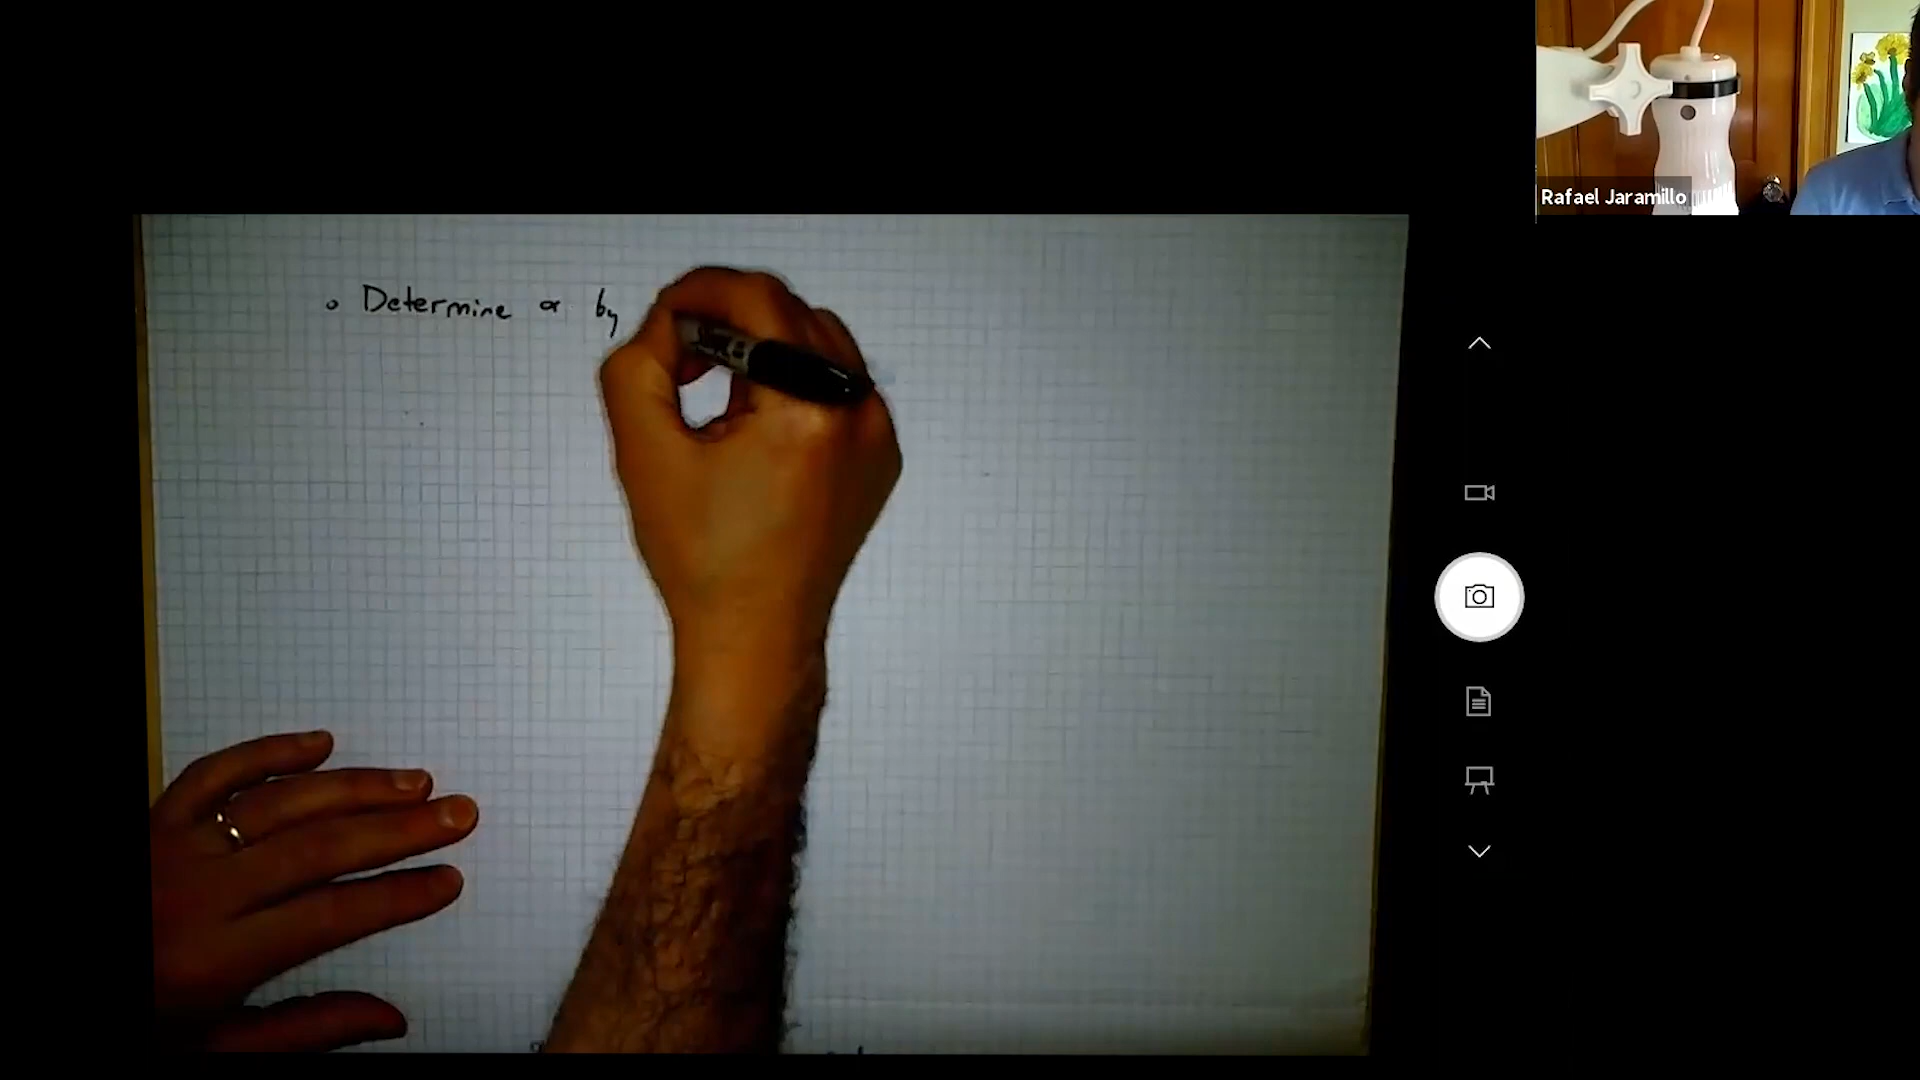 Rafael Jaramillo
◦ Determine α by